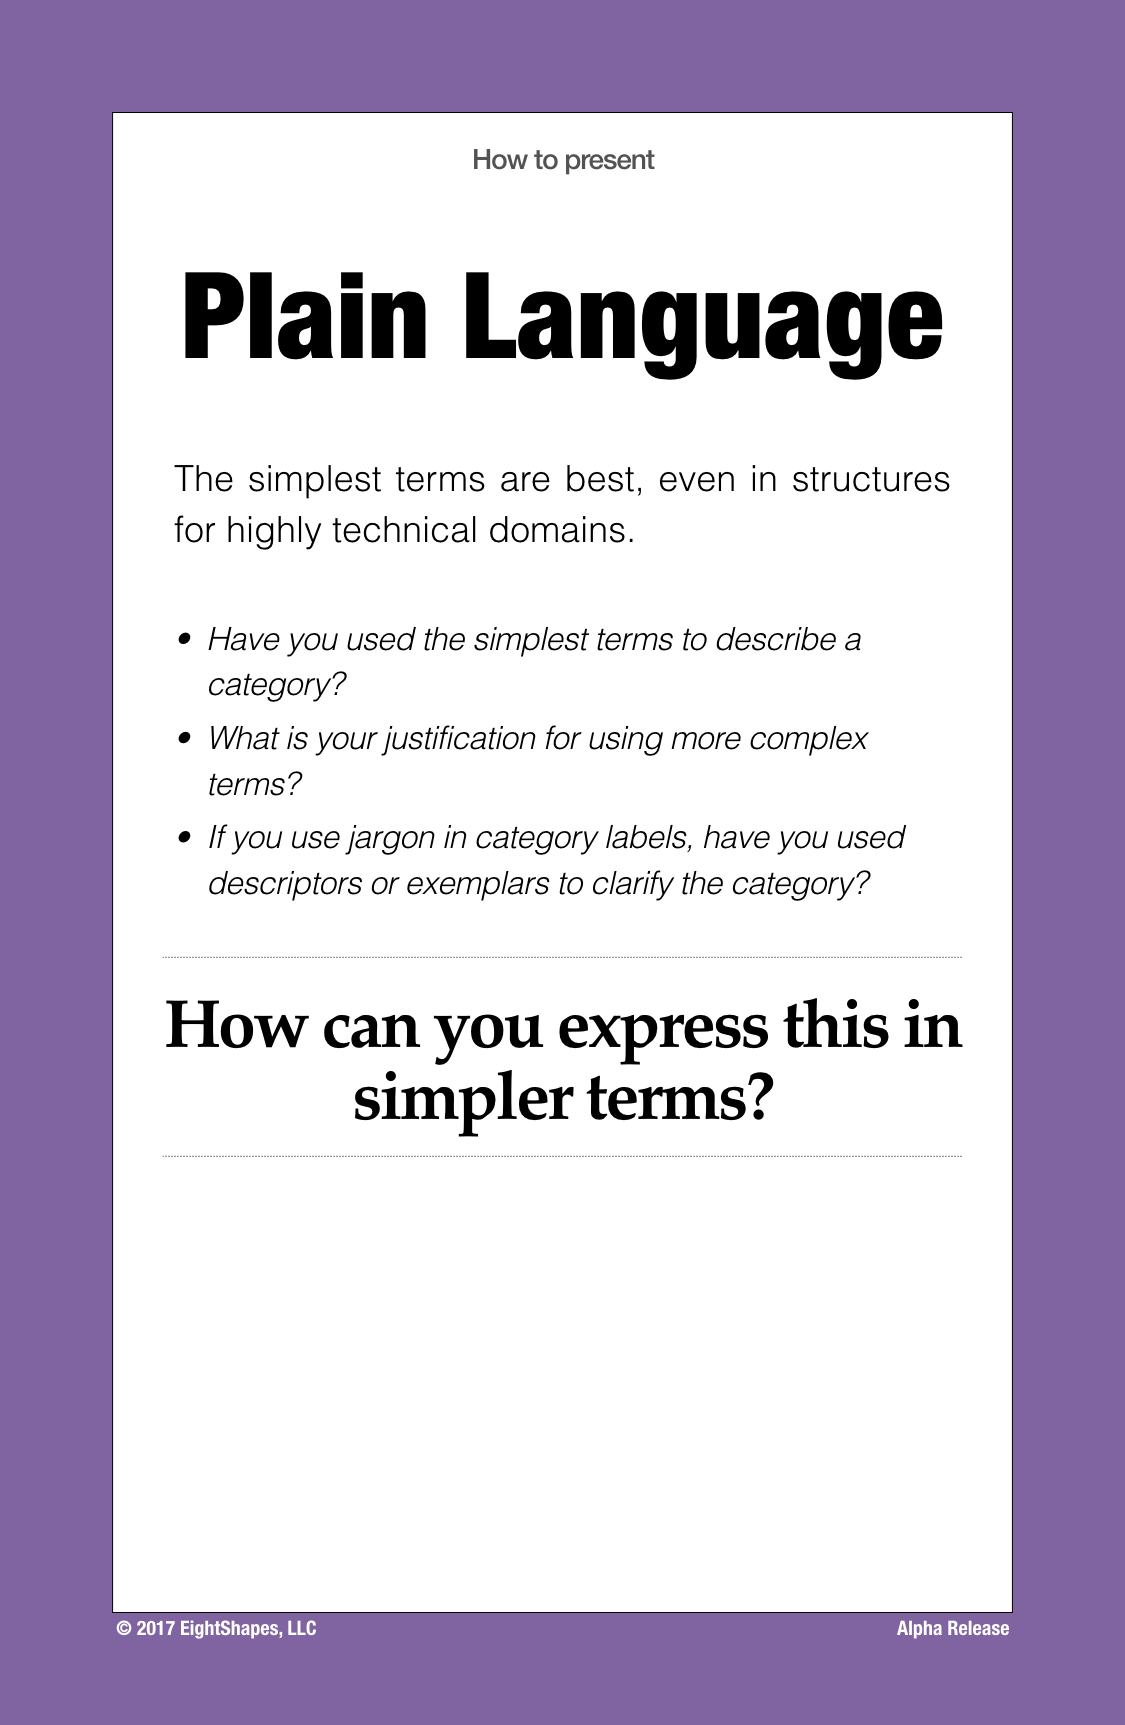 How to present
Plain Language
The simplest terms are best, even in structures
for highly technical domains.
• Have you used the simplest terms to describe a
category?
• What is your justification for using more complex
terms?
• If you use jargon in category labels, have you used
descriptors or exemplars to clarify the category?
How can you express this in
simpler terms?
© 2017 EightShapes, LLC
Alpha Release